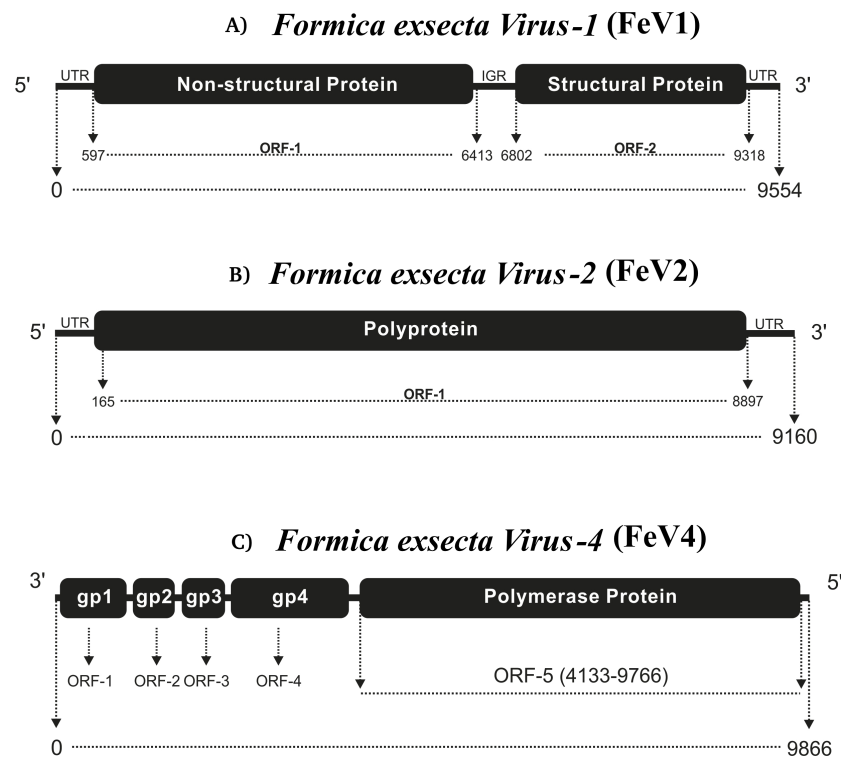 A) Formica exsecta Virus-1 (FeV1)
5' UTR Non-structural Protein IGR Structural Protein UTR 3'
597 ORF-1 6413 6802 ORF-2 9318
0 9554
B) Formica exsecta Virus-2 (FeV2)
5' UTR Polyprotein UTR 3'
165 ORF-1 8897
0 9160
C) Formica exsecta Virus-4 (FeV4)
3' gp1 gp2 gp3 gp4 Polymerase Protein 5'
ORF-1 ORF-2 ORF-3 ORF-4 ORF-5 (4133-9766)
0 9866